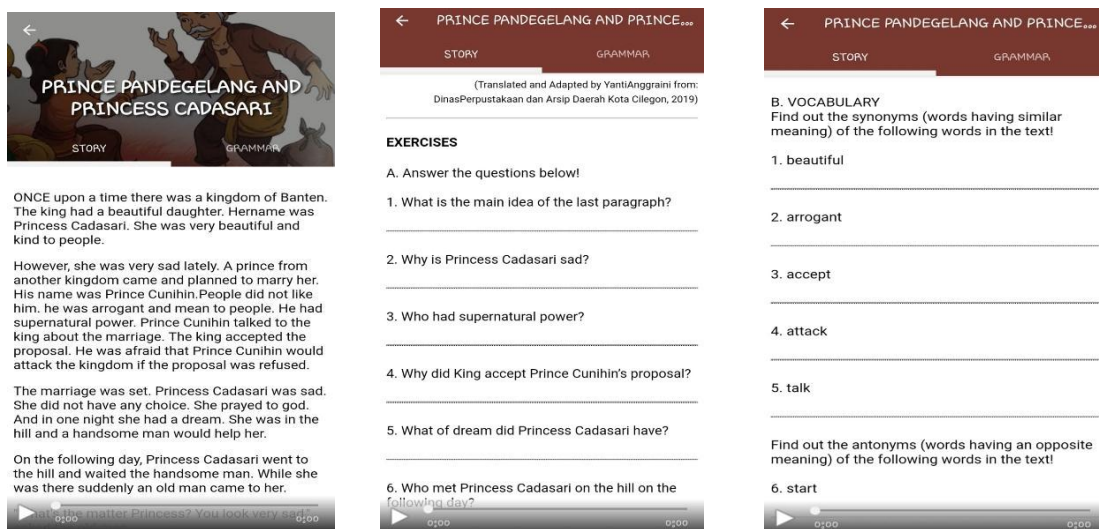 PRINCE PANDEGELANG AND
PRINCESS CADASARI
STORY
GRAMMAR
ONCE upon a time there was a kingdom of Banten.
The king had a beautiful daughter. Hername was
Princess Cadasari. She was very beautiful and
kind to people.
However, she was very sad lately. A prince from
another kingdom came and planned to marry her.
His name was Prince Cunihin.People did not like
him. he was arrogant and mean to people. He had
supernatural power. Prince Cunihin talked to the
king about the marriage. The king accepted the
proposal. He was afraid that Prince Cunihin would
attack the kingdom if the proposal was refused.
The marriage was set. Princess Cadasari was sad.
She did not have any choice. She prayed to god.
And in one night she had a dream. She was in the
hill and a handsome man would help her.
On the following day, Princess Cadasari went to
the hill and waited the handsome man. While she
was there suddenly an old man came to her.
"What's the matter Princess? You look very sad."
0:00
0:00
PRINCE PANDEGELANG AND PRINCE...
STORY
GRAMMAR
(Translated and Adapted by YantiAnggraini from:
DinasPerpustakaan dan Arsip Daerah Kota Cilegon, 2019)
EXERCISES
A. Answer the questions below!
1. What is the main idea of the last paragraph?
2. Why is Princess Cadasari sad?
3. Who had supernatural power?
4. Why did King accept Prince Cunihin's proposal?
5. What of dream did Princess Cadasari have?
6. Who met Princess Cadasari on the hill on the
following day?
0:00
0:00
PRINCE PANDEGELANG AND PRINCE...
STORY
GRAMMAR
B. VOCABULARY
Find out the synonyms (words having similar
meaning) of the following words in the text!
1. beautiful
2. arrogant
3. accept
4. attack
5. talk
Find out the antonyms (words having an opposite
meaning) of the following words in the text!
6. start
0:00
0:00